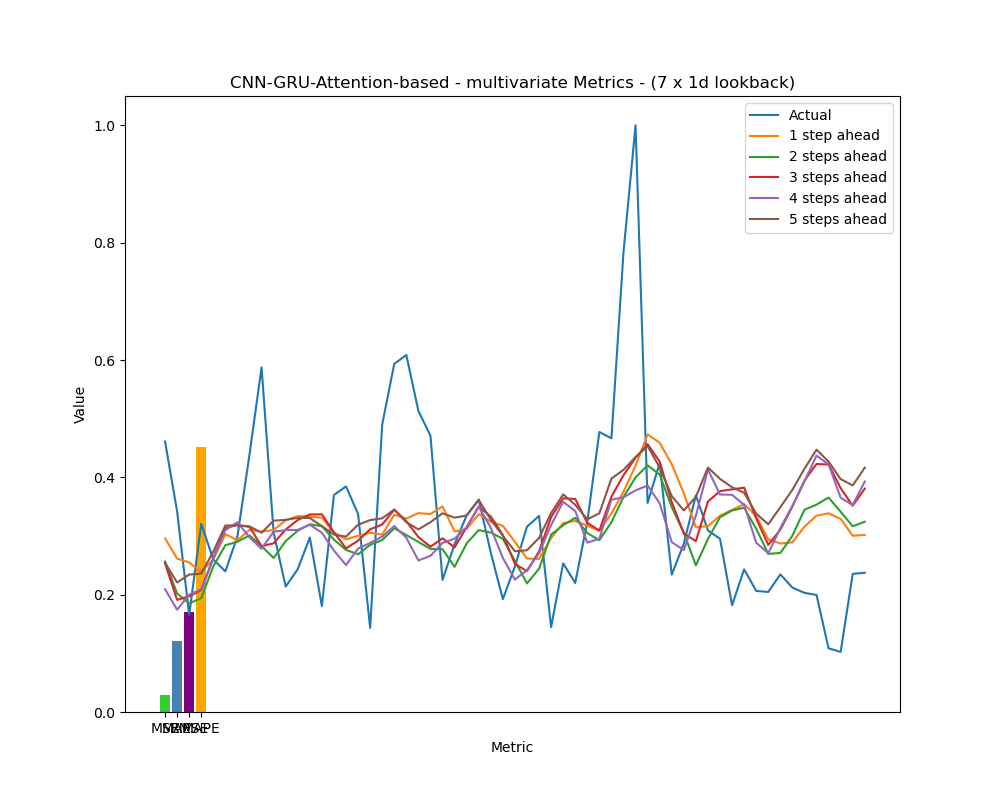 CNN-GRU-Attention-based - multivariate Metrics - (7 x 1d lookback)
Actual
1 step ahead
2 steps ahead
3 steps ahead
4 steps ahead
5 steps ahead
1.0
0.8
0.6
0.4
0.2
0.0
Value
Metric